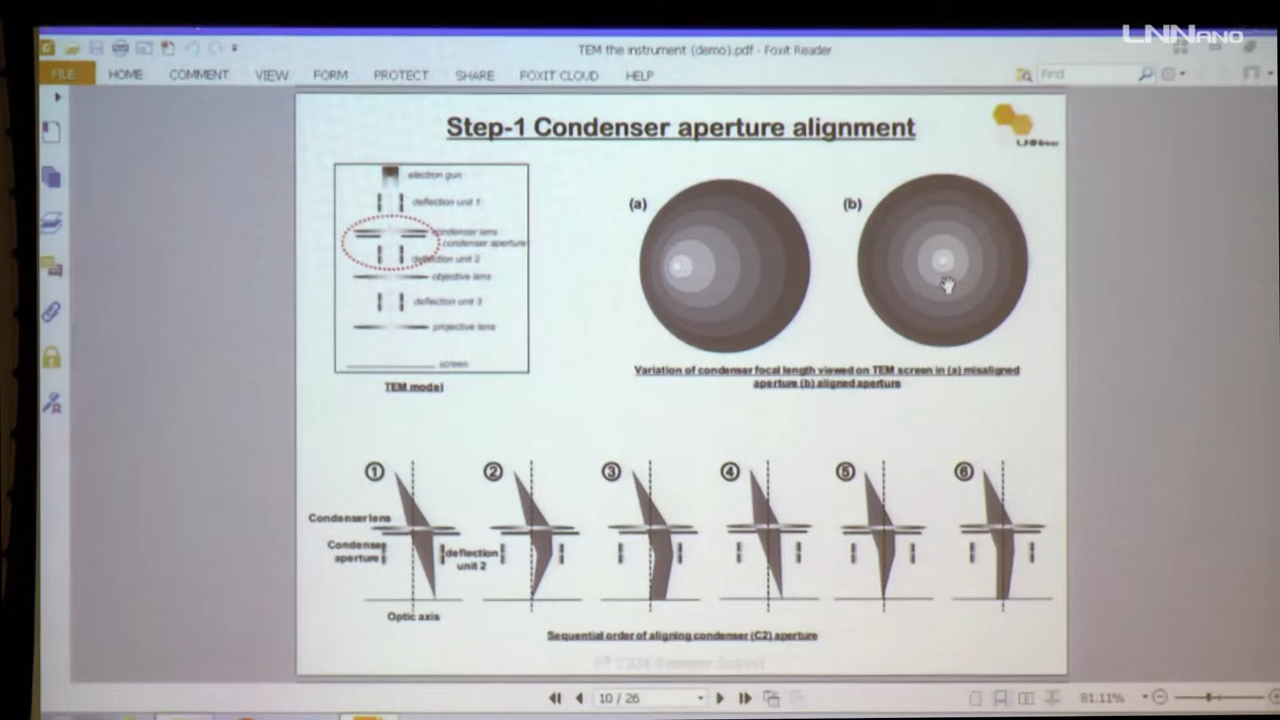 LNNANO
TEM the instrument (demo).pdf - Foxit Reader
FILE HOME COMMENT VIEW FORM PROTECT SHARE FOXIT CLOUD HELP
Find
Step-1 Condenser aperture alignment
LNNano
electron gun
deflection unit 1
condenser lens
condenser aperture
deflection unit 2
objective lens
deflection unit 3
projective lens
screen
TEM model
(a)
(b)
Variation of condenser focal length viewed on TEM screen in (a) misaligned
aperture (b) aligned aperture
1 2 3 4 5 6
Condenser lens
Condenser
aperture
deflection
unit 2
Optic axis
Sequential order of aligning condenser (C2) aperture
10 / 26
81.11%